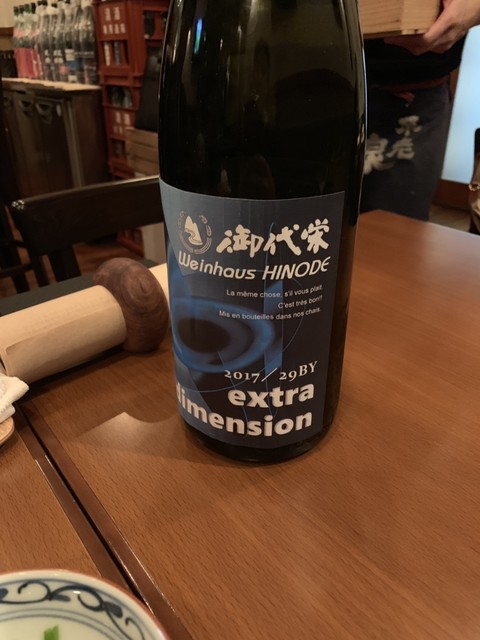 御代栄
Weinhaus HINODE
La même chose, s'il vous plaît
C'est très bon!!
Mis en bouteilles dans nos chais
2017/29BY
extra
dimension